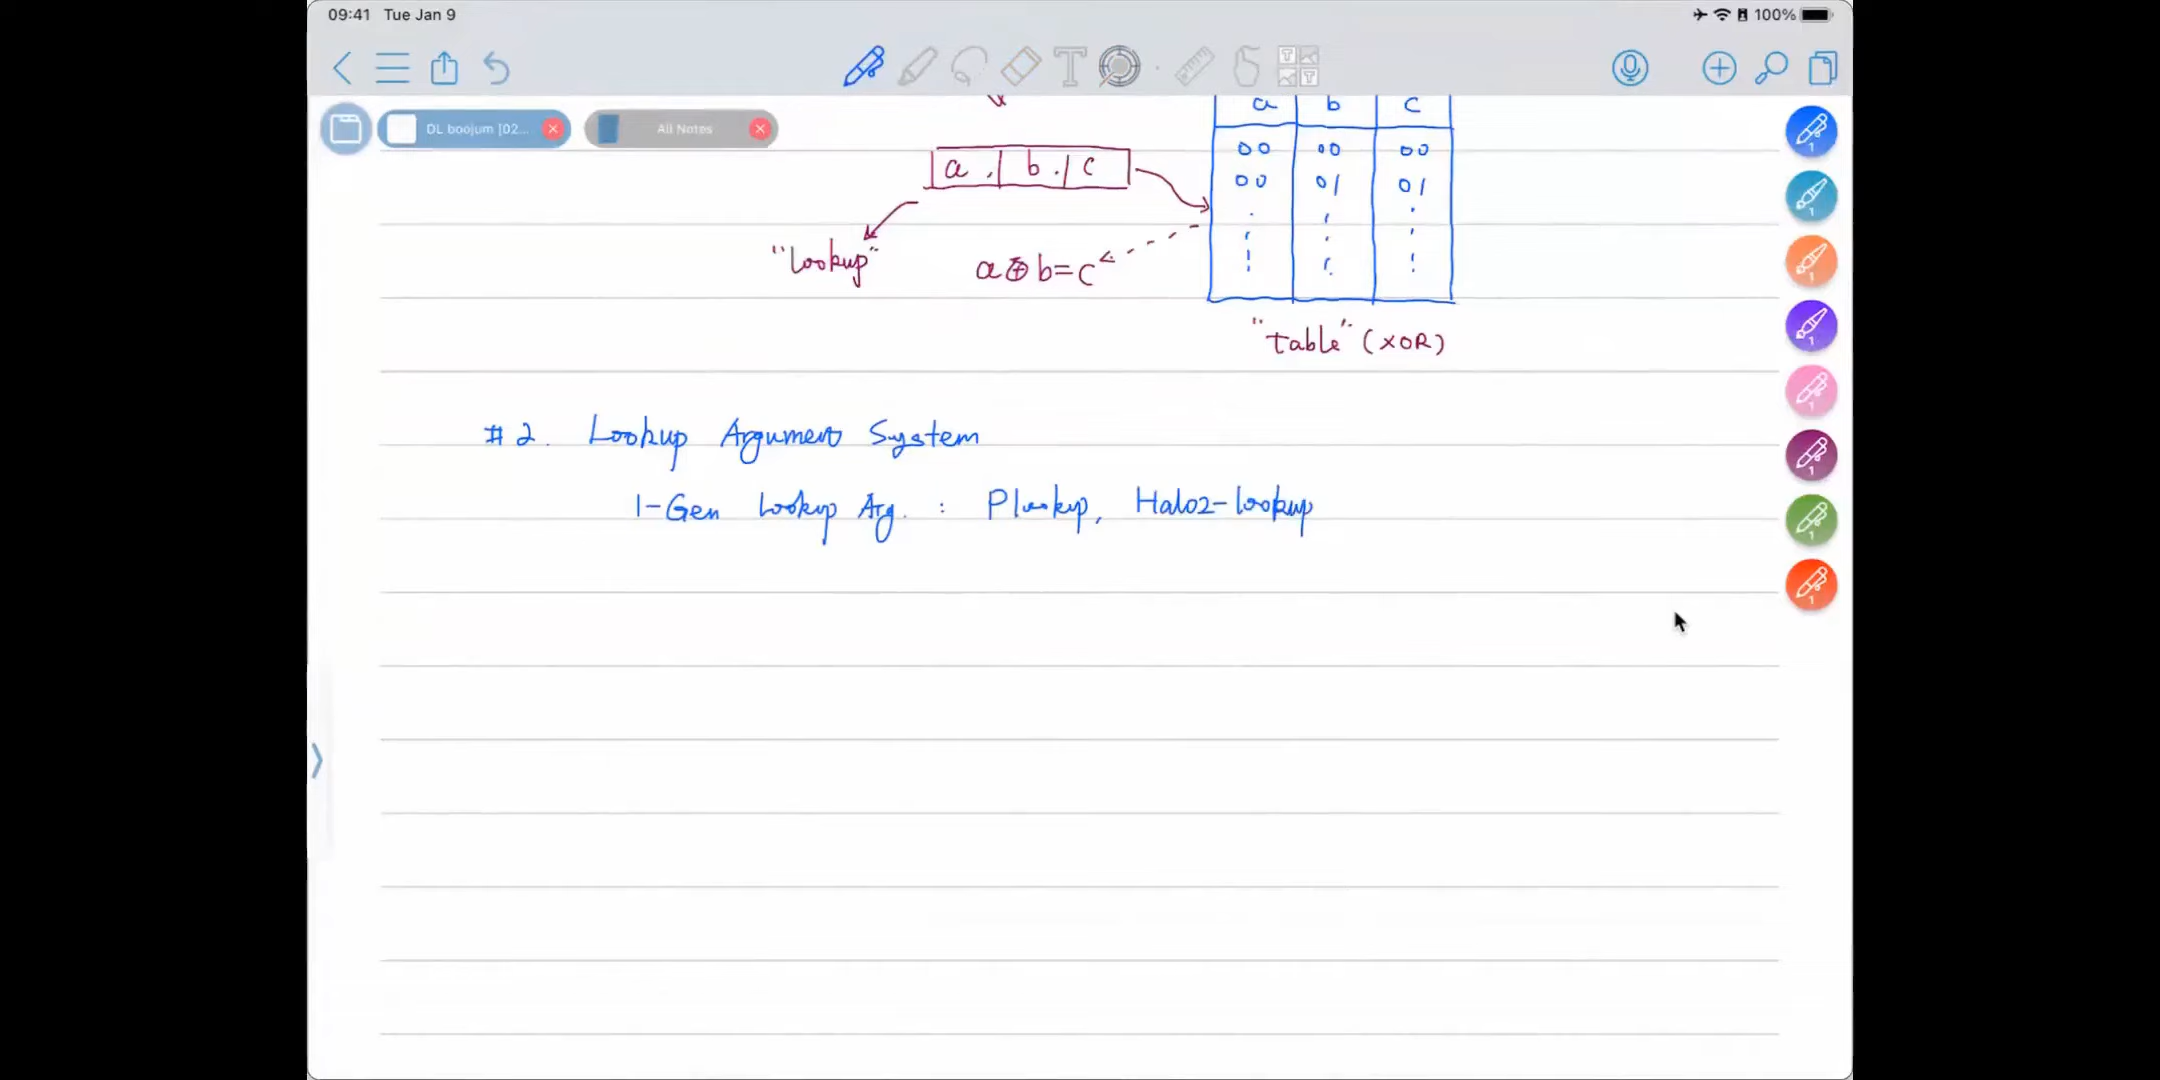 09:41 Tue Jan 9 100%
DL boojum [02... All Notes
a b c
00 00 00
00 01 01
a . b . c
"lookup"
a ⊕ b = c
"table" (XOR)
#2. Lookup Argument System
1-Gen Lookup Arg. : Plookup, Halo2-lookup